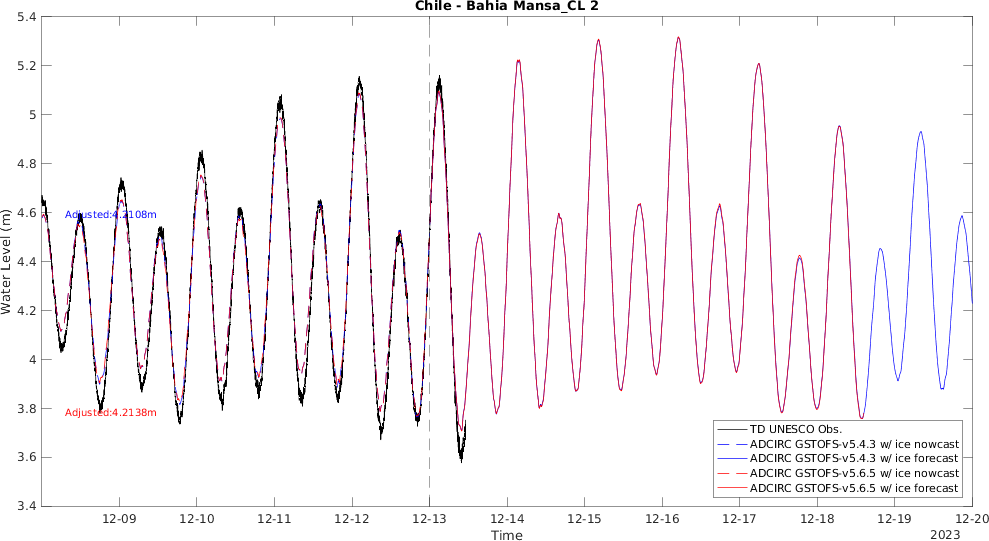 Chile - Bahia Mansa_CL 2
5.4
5.2
5
4.8
4.6
4.4
4.2
4
3.8
3.6
3.4
Water Level (m)
Adjusted:4.2108m
Adjusted:4.2138m
TD UNESCO Obs.
ADCIRC GSTOFS-v5.4.3 w/ ice nowcast
ADCIRC GSTOFS-v5.4.3 w/ ice forecast
ADCIRC GSTOFS-v5.6.5 w/ ice nowcast
ADCIRC GSTOFS-v5.6.5 w/ ice forecast
12-09 12-10 12-11 12-12 12-13 12-14 12-15 12-16 12-17 12-18 12-19 12-20
Time
2023